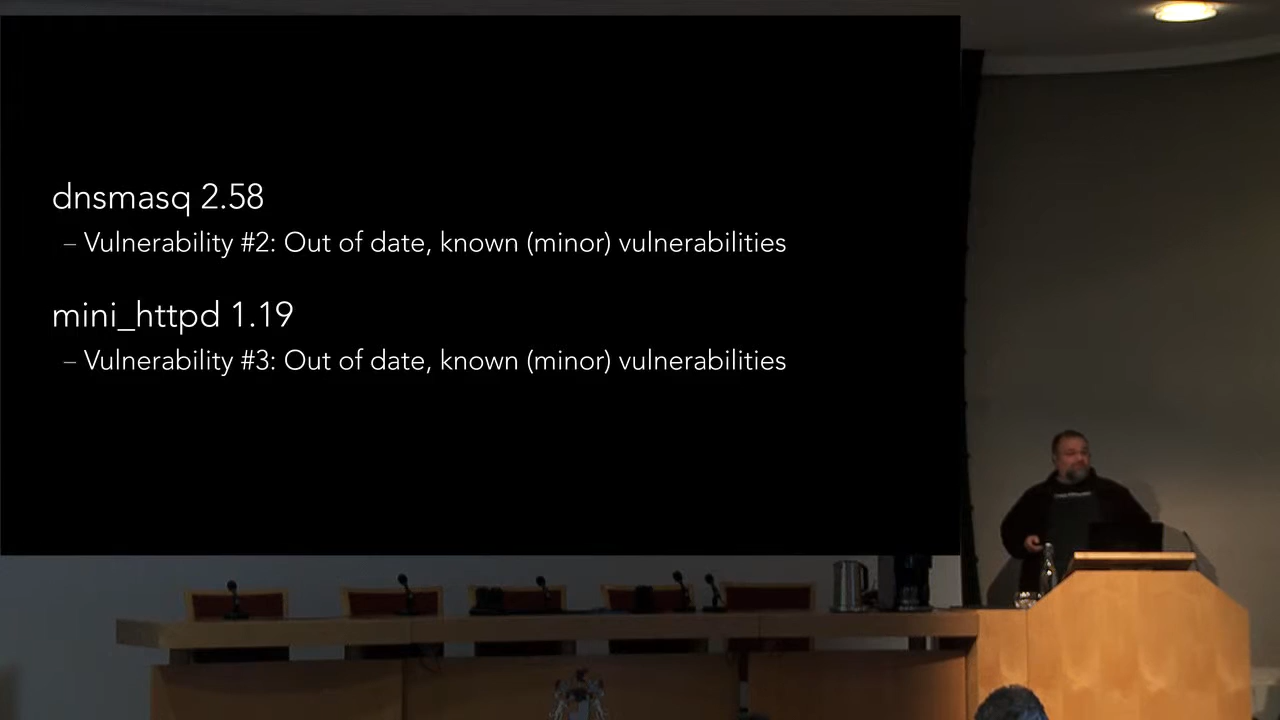 dnsmasq 2.58
– Vulnerability #2: Out of date, known (minor) vulnerabilities
mini_httpd 1.19
– Vulnerability #3: Out of date, known (minor) vulnerabilities